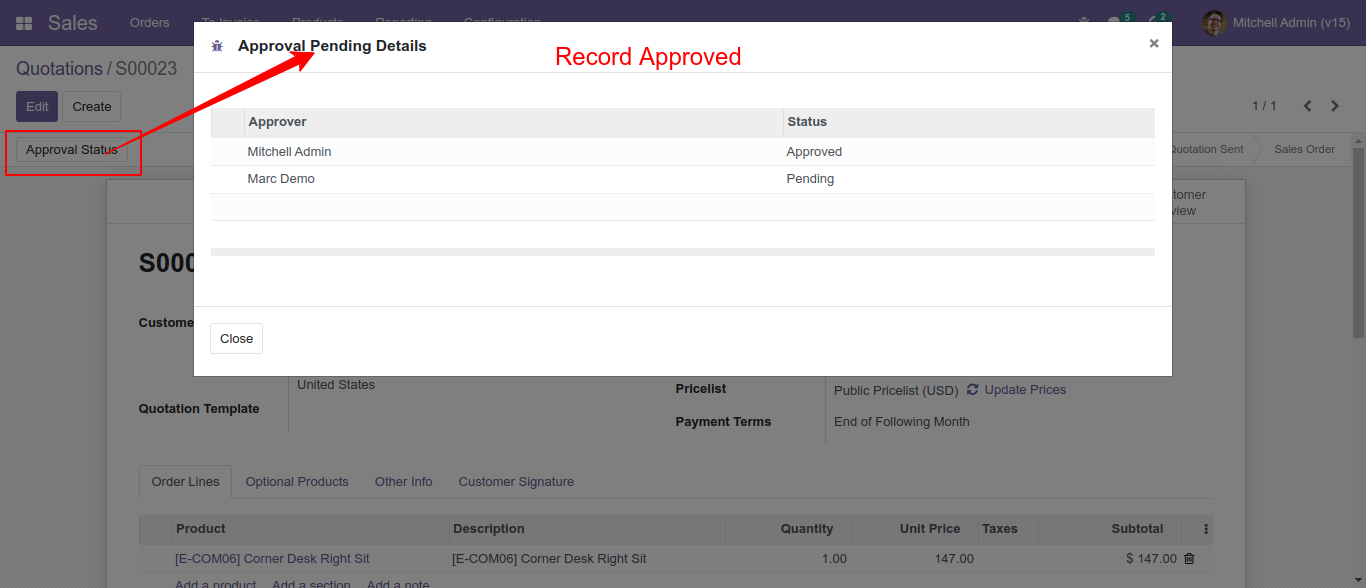 Sales Orders To Invoice Products Reporting Configuration 5 2 Mitchell Admin (v15)
Approval Pending Details ×
Record Approved
Quotations / S00023
Edit Create 1 / 1
Approver Status
Approval Status Quotation Sent Sales Order
Mitchell Admin Approved
Marc Demo Pending
tomer
view
S000
Custome
Close
United States
Pricelist Public Pricelist (USD) Update Prices
Quotation Template
Payment Terms End of Following Month
Order Lines Optional Products Other Info Customer Signature
Product Description Quantity Unit Price Taxes Subtotal
[E-COM06] Corner Desk Right Sit [E-COM06] Corner Desk Right Sit 1.00 147.00 $ 147.00
Add a product Add a section Add a note